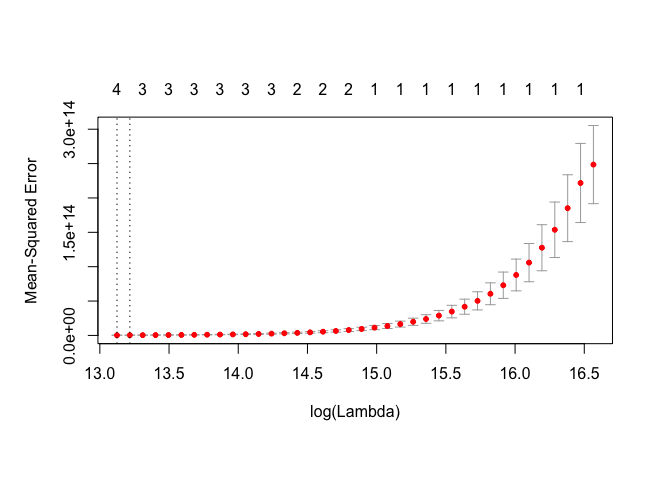 4 3 3 3 3 3 3 2 2 2 1 1 1 1 1 1 1 1 1
Mean-Squared Error
3.0e+14
1.5e+14
0.0e+00
13.0 13.5 14.0 14.5 15.0 15.5 16.0 16.5
log(Lambda)